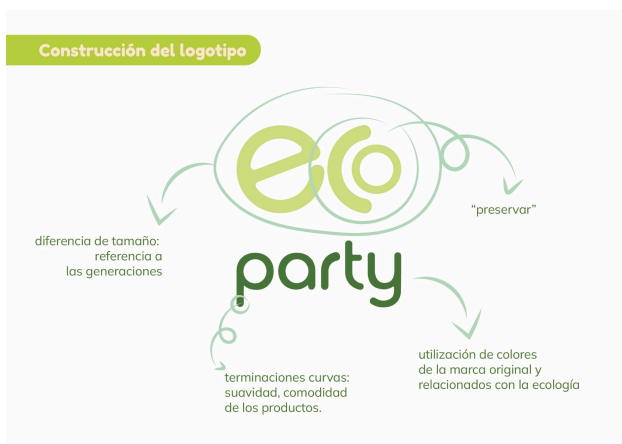 Construcción del logotipo
eco
party
“preservar”
diferencia de tamaño:
referencia a
las generaciones
terminaciones curvas:
suavidad, comodidad
de los productos.
utilización de colores
de la marca original y
relacionados con la ecología